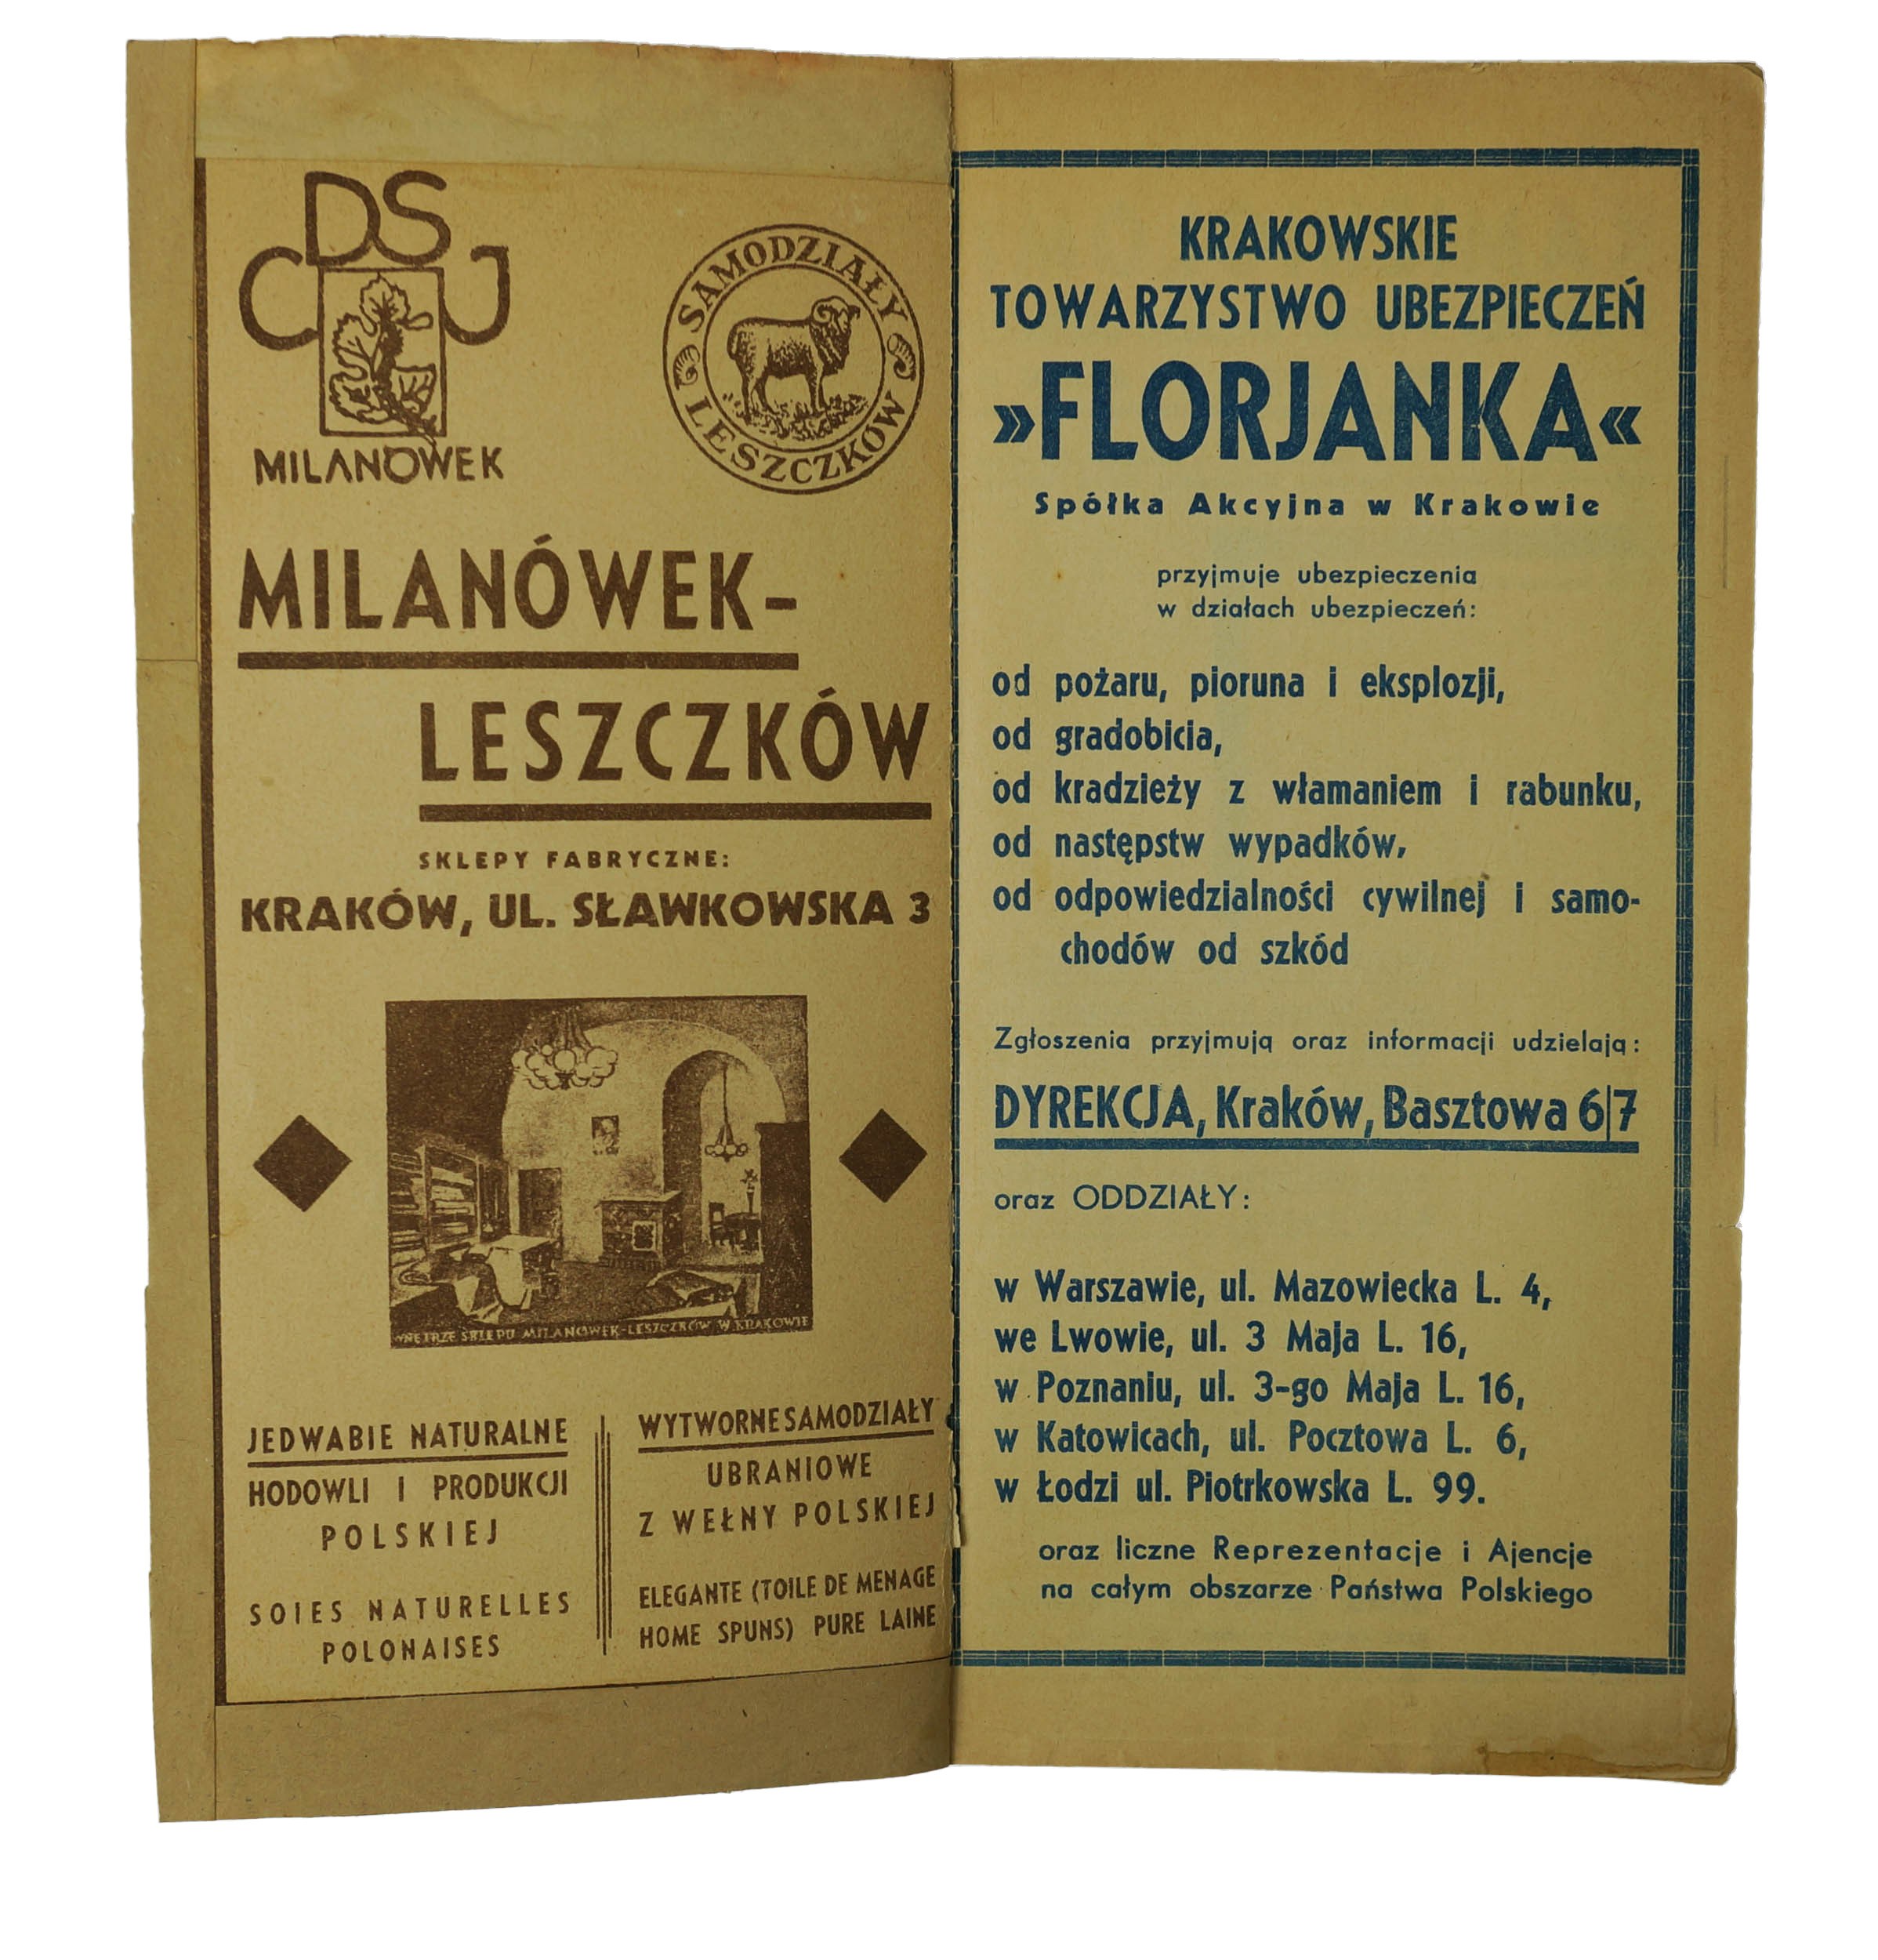 CDSJ
MILANÓWEK
SAMODZIAŁY
LESZCZKÓW
MILANÓWEK-
LESZCZKÓW
SKLEPY FABRYCZNE:
KRAKÓW, UL. SŁAWKOWSKA 3
WNĘTRZE SKLEPU MILANÓWEK-LESZCZKÓW W KRAKOWIE
JEDWABIE NATURALNE
HODOWLI I PRODUKCJI
POLSKIEJ
SOIES NATURELLES
POLONAISES
WYTWORNE SAMODZIAŁY
UBRANIOWE
Z WEŁNY POLSKIEJ
ELEGANTE (TOILE DE MENAGE
HOME SPUNS) PURE LAINE
KRAKOWSKIE
TOWARZYSTWO UBEZPIECZEŃ
»FLORJANKA«
Spółka Akcyjna w Krakowie
przyjmuje ubezpieczenia
w działach ubezpieczeń:
od pożaru, pioruna i eksplozji,
od gradobicia,
od kradzieży z włamaniem i rabunku,
od następstw wypadków,
od odpowiedzialności cywilnej i samo-
chodów od szkód
Zgłoszenia przyjmują oraz informacji udzielają:
DYREKCJA, Kraków, Basztowa 6|7
oraz ODDZIAŁY:
w Warszawie, ul. Mazowiecka L. 4,
we Lwowie, ul. 3 Maja L. 16,
w Poznaniu, ul. 3-go Maja L. 16,
w Katowicach, ul. Pocztowa L. 6,
w Łodzi ul. Piotrkowska L. 99.
oraz liczne Reprezentacje i Ajencje
na całym obszarze Państwa Polskiego